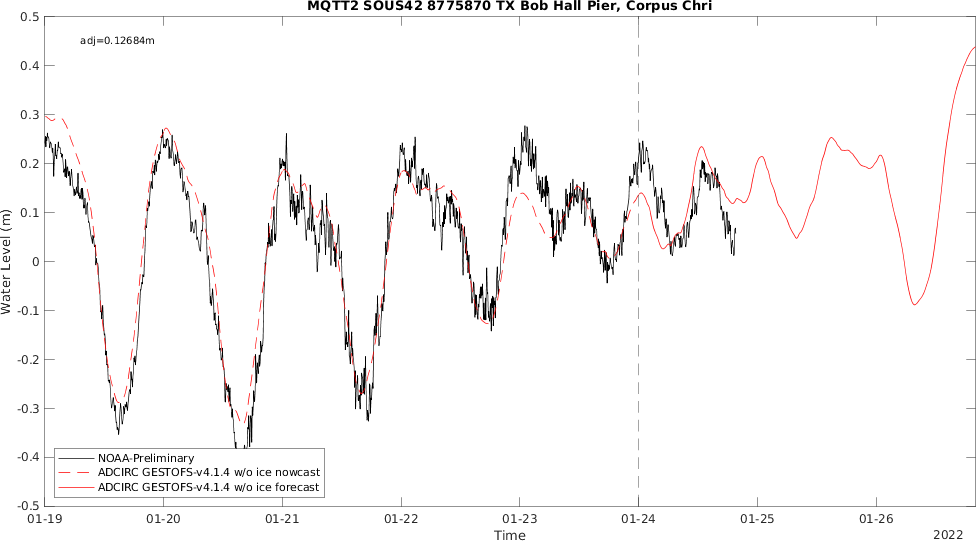 MQTT2 SOUS42 8775870 TX Bob Hall Pier, Corpus Chri
adj=0.12684m
0.5
0.4
0.3
0.2
0.1
0
-0.1
-0.2
-0.3
-0.4
-0.5
Water Level (m)
NOAA-Preliminary
ADCIRC GESTOFS-v4.1.4 w/o ice nowcast
ADCIRC GESTOFS-v4.1.4 w/o ice forecast
01-19 01-20 01-21 01-22 01-23 01-24 01-25 01-26
Time
2022